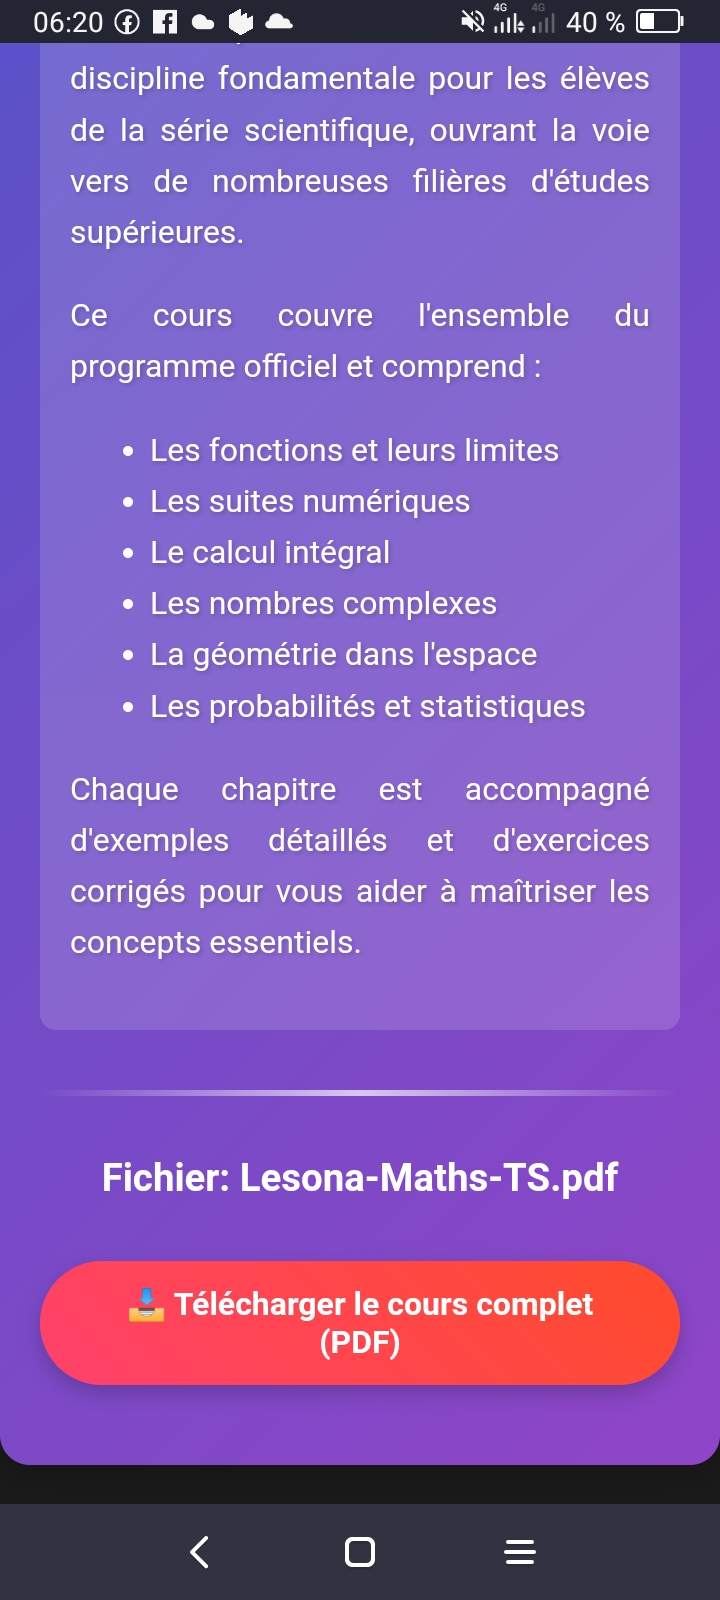 06:20
4G
4G
40 %
discipline fondamentale pour les élèves
de la série scientifique, ouvrant la voie
vers de nombreuses filières d'études
supérieures.
Ce cours couvre l'ensemble du
programme officiel et comprend :
• Les fonctions et leurs limites
• Les suites numériques
• Le calcul intégral
• Les nombres complexes
• La géométrie dans l'espace
• Les probabilités et statistiques
Chaque chapitre est accompagné
d'exemples détaillés et d'exercices
corrigés pour vous aider à maîtriser les
concepts essentiels.
Fichier: Lesona-Maths-TS.pdf
📥 Télécharger le cours complet
(PDF)